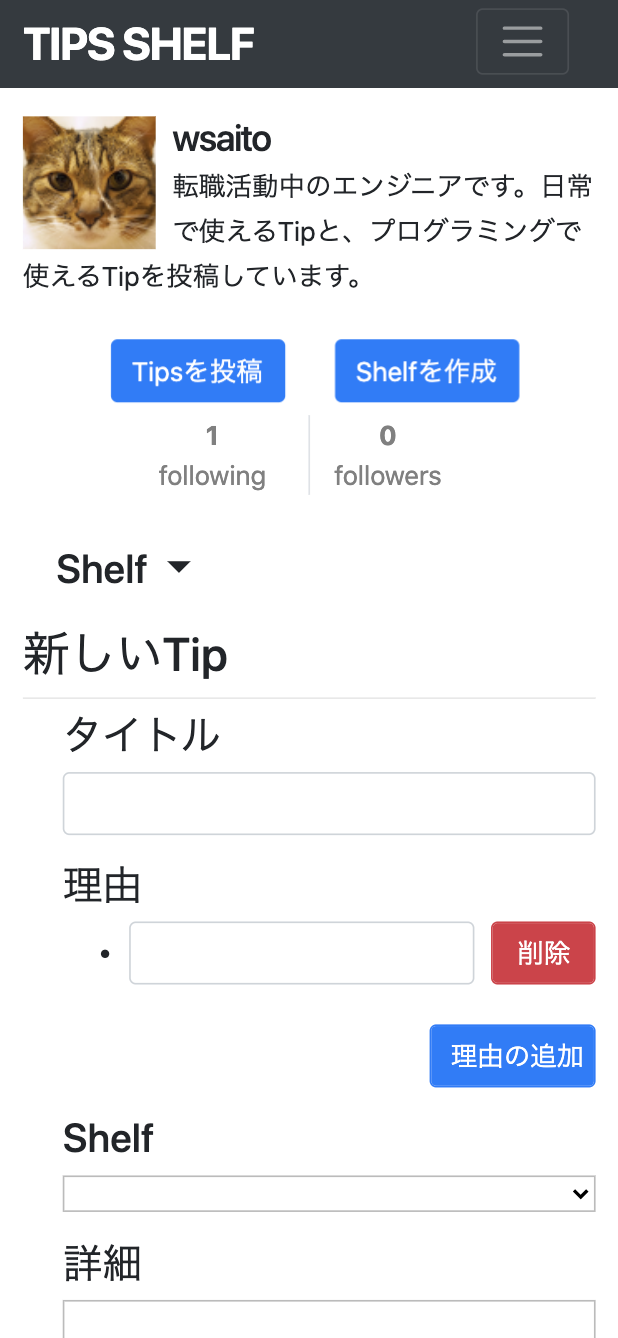 TIPS SHELF
wsaito
転職活動中のエンジニアです。日常
で使えるTipと、プログラミングで
使えるTipを投稿しています。
Tipsを投稿
Shelfを作成
1
following
0
followers
Shelf
新しいTip
タイトル
理由
削除
理由の追加
Shelf
詳細